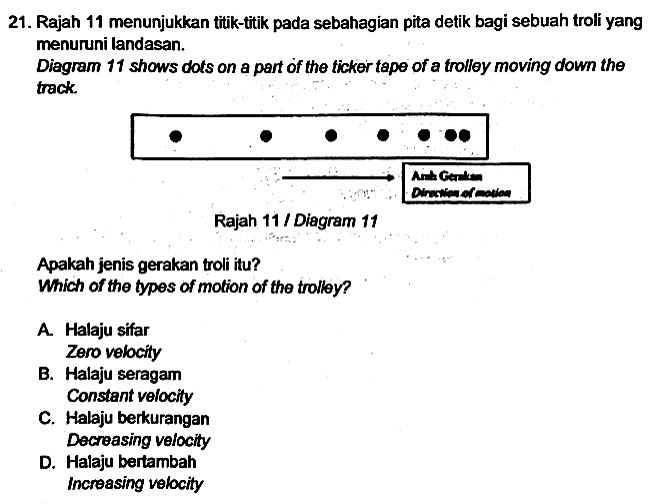 21. Rajah 11 menunjukkan titik-titik pada sebahagian pita detik bagi sebuah troli yang
menuruni landasan.
Diagram 11 shows dots on a part of the ticker tape of a trolley moving down the
track.
Arah Gerakan
Direction of motion
Rajah 11 / Diagram 11
Apakah jenis gerakan troli itu?
Which of the types of motion of the trolley?
A. Halaju sifar
Zero velocity
B. Halaju seragam
Constant velocity
C. Halaju berkurangan
Decreasing velocity
D. Halaju bertambah
Increasing velocity